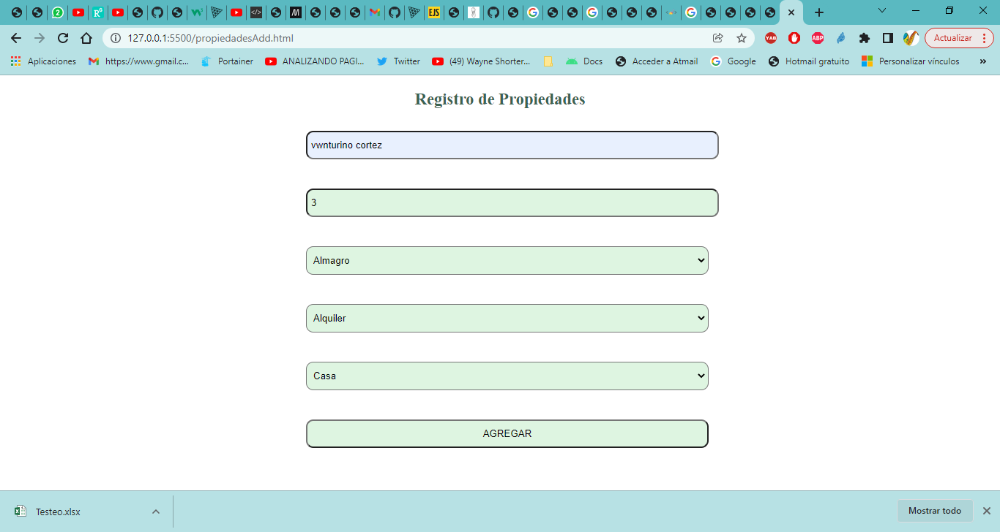 127.0.0.1:5500/propiedadesAdd.html
Actualizar
Aplicaciones
https://www.gmail.c...
Portainer
ANALIZANDO PAGI...
Twitter
(49) Wayne Shorter...
Docs
Acceder a Atmail
Google
Hotmail gratuito
Personalizar vínculos
»
Registro de Propiedades
vwnturino cortez
3
Almagro
Alquiler
Casa
AGREGAR
Testeo.xlsx
Mostrar todo